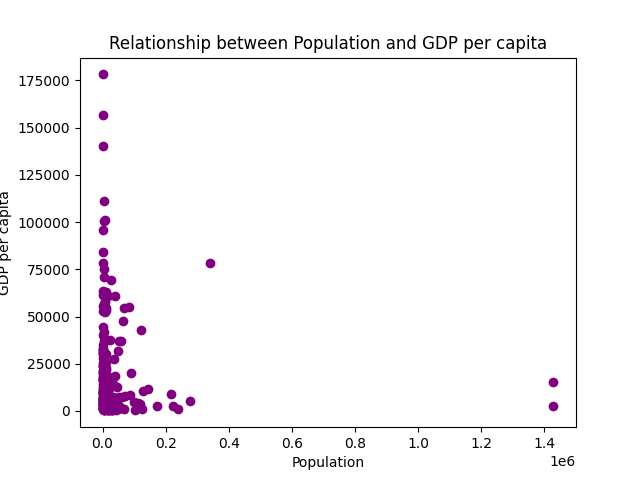 Relationship between Population and GDP per capita
175000
150000
125000
100000
75000
50000
25000
0
GDP per capita
0.0 0.2 0.4 0.6 0.8 1.0 1.2 1.4
1e6
Population